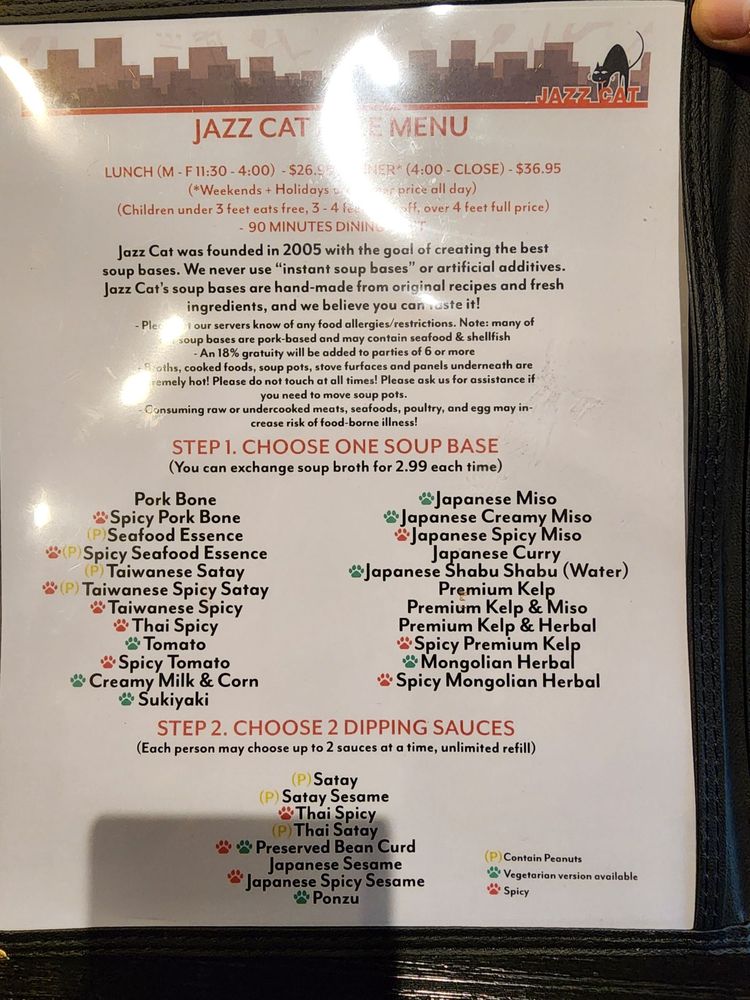 JAZZ CAT
JAZZ CAT MENU
LUNCH (M - F 11:30 - 4:00) - $26.9 (4:00 - CLOSE) - $36.95
(*Weekends + Holidays price all day)
(Children under 3 feet eats free, 3 - 4 off, over 4 feet full price)
- 90 MINUTES DINING
Jazz Cat was founded in 2005 with the goal of creating the best
soup bases. We never use “instant soup bases” or artificial additives.
Jazz Cat's soup bases are hand-made from original recipes and fresh
ingredients, and we believe you can taste it!
- our servers know of any food allergies/restrictions. Note: many of
soup bases are pork-based and may contain seafood & shellfish
- An 18% gratuity will be added to parties of 6 or more
- Broths, cooked foods, soup pots, stove furfaces and panels underneath are
extremely hot! Please do not touch at all times! Please ask us for assistance if
you need to move soup pots.
- Consuming raw or undercooked meats, seafoods, poultry, and egg may in-
crease risk of food-borne illness!
STEP 1. CHOOSE ONE SOUP BASE
(You can exchange soup broth for 2.99 each time)
Pork Bone
Spicy Pork Bone
(P) Seafood Essence
(P) Spicy Seafood Essence
(P) Taiwanese Satay
(P) Taiwanese Spicy Satay
Taiwanese Spicy
Thai Spicy
Tomato
Spicy Tomato
Creamy Milk & Corn
Sukiyaki
Japanese Miso
Japanese Creamy Miso
Japanese Spicy Miso
Japanese Curry
Japanese Shabu Shabu (Water)
Premium Kelp
Premium Kelp & Miso
Premium Kelp & Herbal
Spicy Premium Kelp
Mongolian Herbal
Spicy Mongolian Herbal
STEP 2. CHOOSE 2 DIPPING SAUCES
(Each person may choose up to 2 sauces at a time, unlimited refill)
(P) Satay
(P) Satay Sesame
Thai Spicy
(P) Thai Satay
Preserved Bean Curd
Japanese Sesame
Japanese Spicy Sesame
Ponzu
(P) Contain Peanuts
Vegetarian version available
Spicy